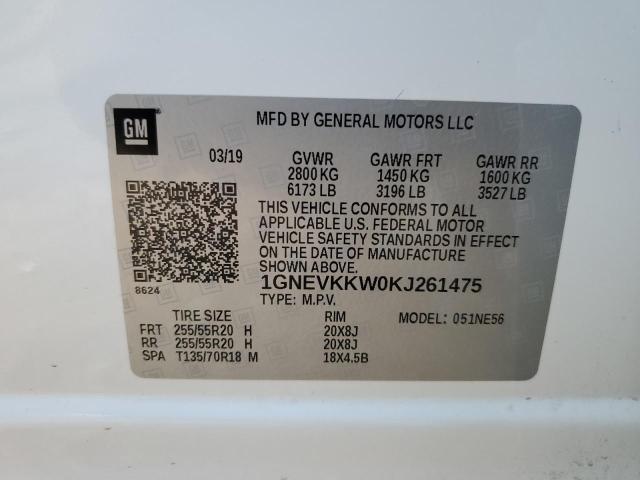 GM
MFD BY GENERAL MOTORS LLC
03/19 GVWR GAWR FRT GAWR RR
2800 KG 1450 KG 1600 KG
6173 LB 3196 LB 3527 LB
THIS VEHICLE CONFORMS TO ALL
APPLICABLE U.S. FEDERAL MOTOR
VEHICLE SAFETY STANDARDS IN EFFECT
ON THE DATE OF MANUFACTURE
SHOWN ABOVE.
8624
1GNEVKKW0KJ261475
TYPE: M.P.V.
TIRE SIZE RIM MODEL: 051NE56
FRT 255/55R20 H 20X8J
RR 255/55R20 H 20X8J
SPA T135/70R18 M 18X4.5B